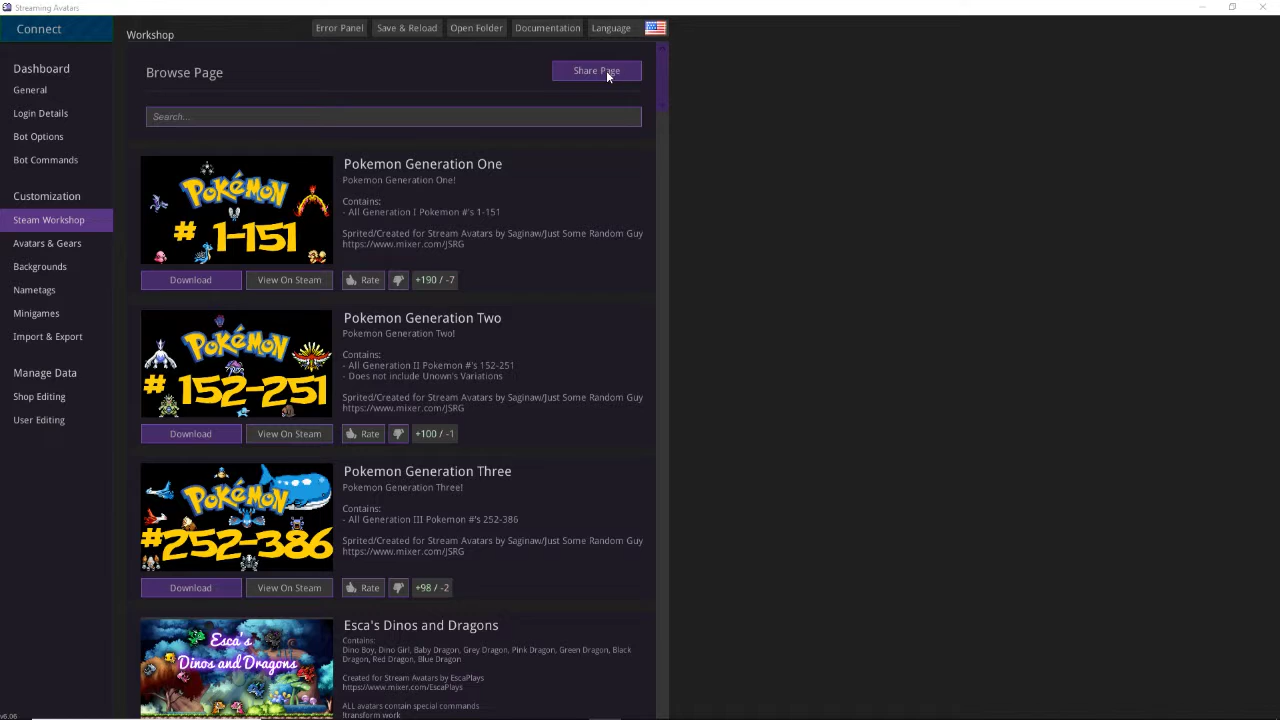 Streaming Avatars
Connect
Workshop
Error Panel
Save & Reload
Open Folder
Documentation
Language
Dashboard
General
Login Details
Bot Options
Bot Commands
Customization
Steam Workshop
Avatars & Gears
Backgrounds
Nametags
Minigames
Import & Export
Manage Data
Shop Editing
User Editing
v6.06
Browse Page
Share Page
Search...
POKéMON
# 1-151
Pokemon Generation One
Pokemon Generation One!
Contains:
- All Generation I Pokemon #'s 1-151
Sprited/Created for Stream Avatars by Saginaw/Just Some Random Guy
https://www.mixer.com/JSRG
Download
View On Steam
Rate
+190 / -7
POKéMON
# 152-251
Pokemon Generation Two
Pokemon Generation Two!
Contains:
- All Generation II Pokemon #'s 152-251
- Does not include Unown's Variations
Sprited/Created for Stream Avatars by Saginaw/Just Some Random Guy
https://www.mixer.com/JSRG
Download
View On Steam
Rate
+100 / -1
POKéMON
#252-386
Pokemon Generation Three
Pokemon Generation Three!
Contains:
- All Generation III Pokemon #'s 252-386
Sprited/Created for Stream Avatars by Saginaw/Just Some Random Guy
https://www.mixer.com/JSRG
Download
View On Steam
Rate
+98 / -2
Esca's
Dinos and Dragons
Esca's Dinos and Dragons
Contains:
Dino Boy, Dino Girl, Baby Dragon, Grey Dragon, Pink Dragon, Green Dragon, Black
Dragon, Red Dragon, Blue Dragon
Created for Stream Avatars by EscaPlays
https://www.mixer.com/EscaPlays
ALL avatars contain special commands
!transform work